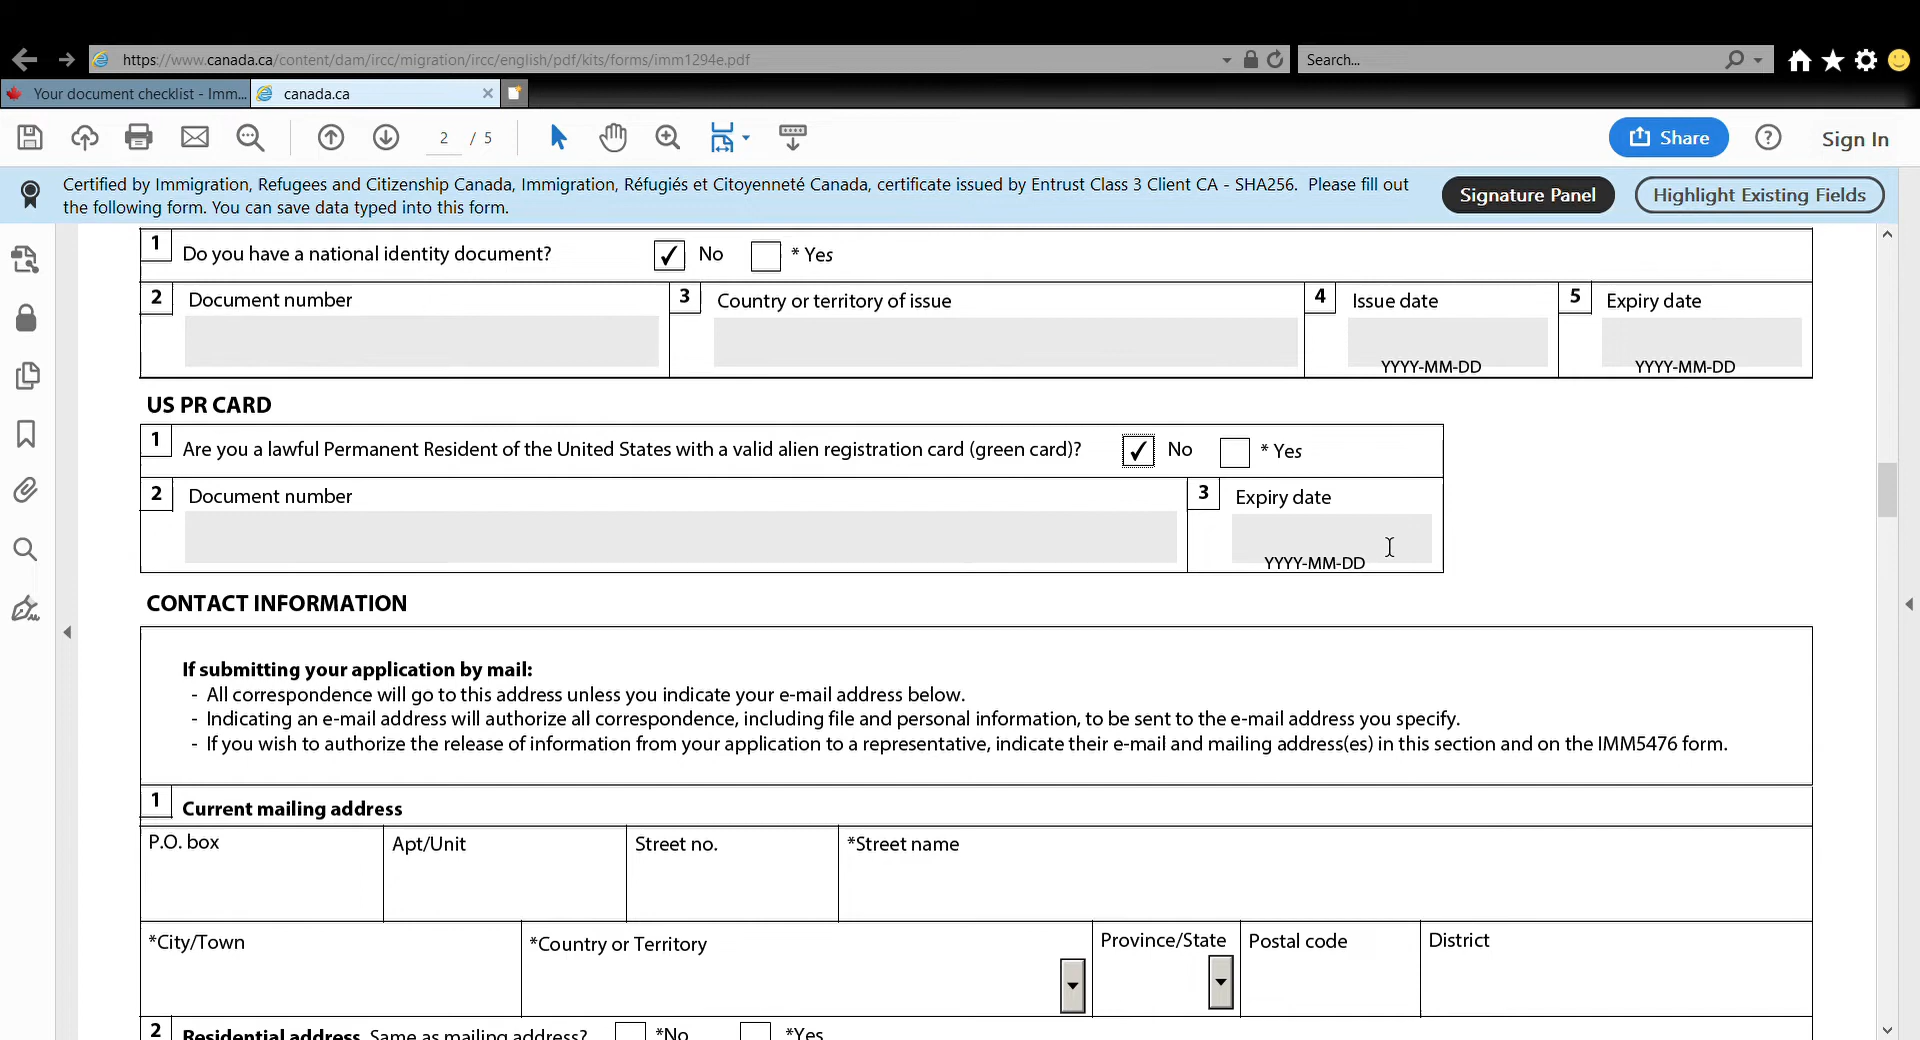 https://www.canada.ca/content/dam/ircc/migration/ircc/english/pdf/kits/forms/imm1294e.pdf
Search...
Your document checklist - Imm...
canada.ca
2 / 5
Share
Sign In
Certified by Immigration, Refugees and Citizenship Canada, Immigration, Réfugiés et Citoyenneté Canada, certificate issued by Entrust Class 3 Client CA - SHA256. Please fill out
the following form. You can save data typed into this form.
Signature Panel
Highlight Existing Fields
1 Do you have a national identity document? No * Yes
2 Document number 3 Country or territory of issue 4 Issue date 5 Expiry date
YYYY-MM-DD YYYY-MM-DD
US PR CARD
1 Are you a lawful Permanent Resident of the United States with a valid alien registration card (green card)? No * Yes
2 Document number 3 Expiry date
YYYY-MM-DD
CONTACT INFORMATION
If submitting your application by mail:
- All correspondence will go to this address unless you indicate your e-mail address below.
- Indicating an e-mail address will authorize all correspondence, including file and personal information, to be sent to the e-mail address you specify.
- If you wish to authorize the release of information from your application to a representative, indicate their e-mail and mailing address(es) in this section and on the IMM5476 form.
1 Current mailing address
P.O. box Apt/Unit Street no. *Street name
*City/Town *Country or Territory Province/State Postal code District
2 Residential address Same as mailing address? *No *Yes